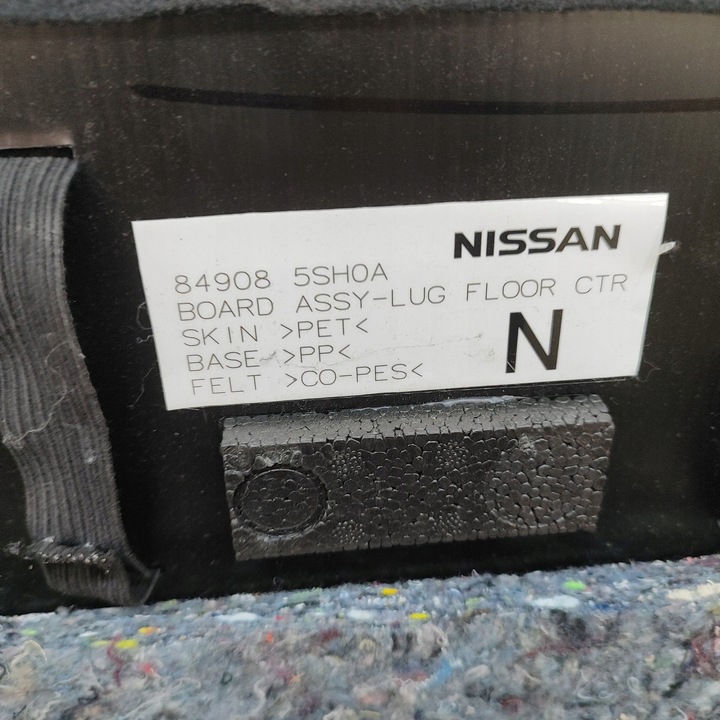 NISSAN
84908 5SH0A
BOARD ASSY-LUG FLOOR CTR
SKIN >PET<
BASE >PP<
FELT >CO-PES<
N